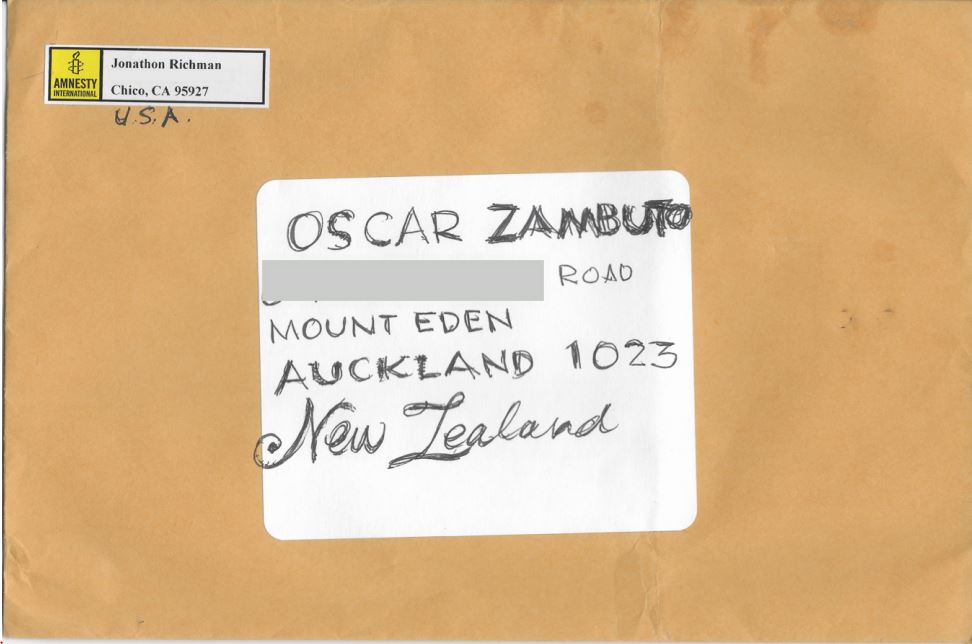 AMNESTY
INTERNATIONAL
Jonathon Richman
Chico, CA 95927
U.S.A.
OSCAR ZAMBUTO
ROAD
MOUNT EDEN
AUCKLAND 1023
New Zealand